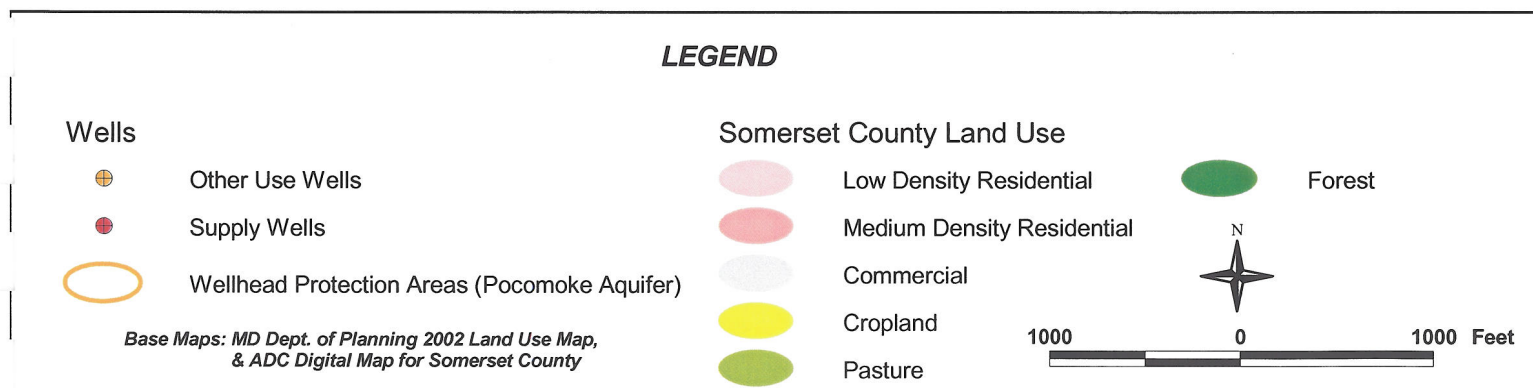 LEGEND
Wells
Other Use Wells
Supply Wells
Wellhead Protection Areas (Pocomoke Aquifer)
Base Maps: MD Dept. of Planning 2002 Land Use Map,
& ADC Digital Map for Somerset County
Somerset County Land Use
Low Density Residential
Medium Density Residential
Commercial
Cropland
Pasture
Forest
N
1000 0 1000 Feet